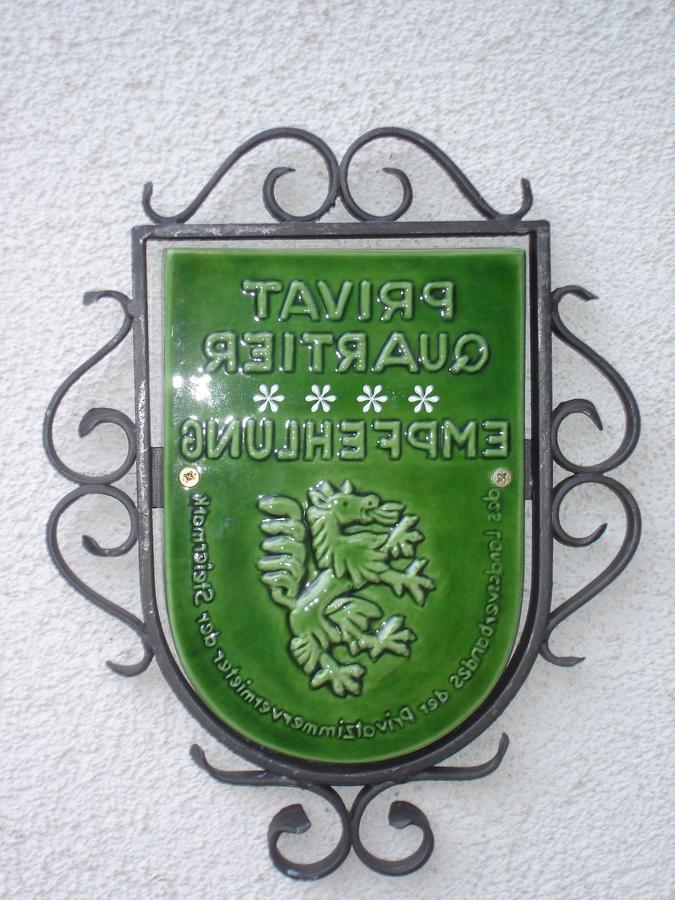 PRIVAT
QUARTIER
****
EMPFEHLUNG
des Landesverbandes der Privatzimmervermieter der Steiermark